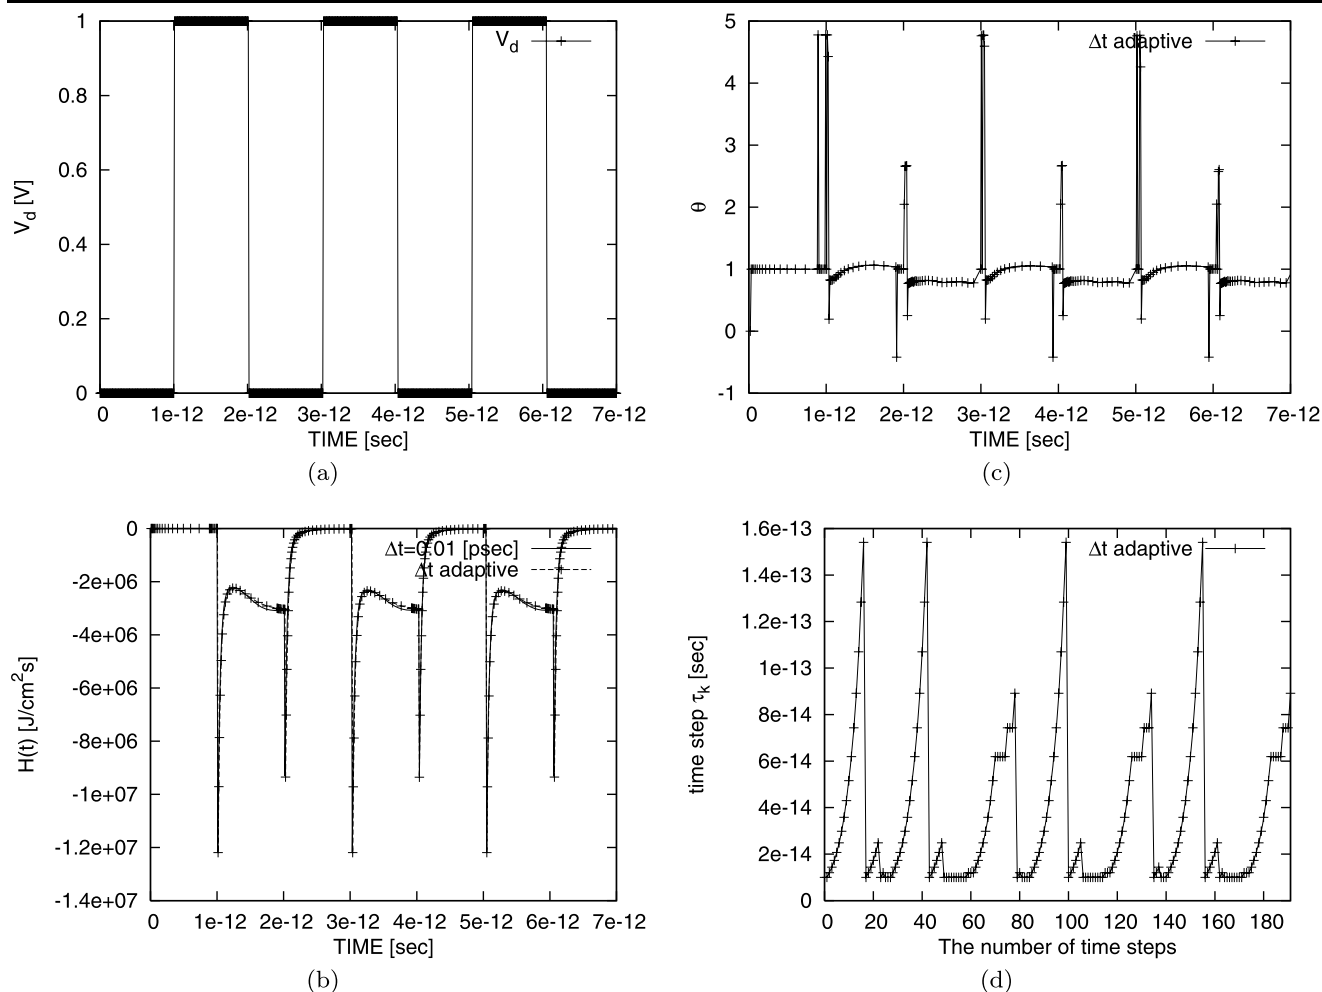 1
0.8
0.6
0.4
0.2
0
V_d [V]
V_d
0 1e-12 2e-12 3e-12 4e-12 5e-12 6e-12 7e-12
TIME [sec]
(a)
5
4
3
2
1
0
-1
θ
Δt adaptive
0 1e-12 2e-12 3e-12 4e-12 5e-12 6e-12 7e-12
TIME [sec]
(c)
0
-2e+06
-4e+06
-6e+06
-8e+06
-1e+07
-1.2e+07
-1.4e+07
H(t) [J/cm²s]
Δt=0.01 [psec]
Δt adaptive
0 1e-12 2e-12 3e-12 4e-12 5e-12 6e-12 7e-12
TIME [sec]
(b)
1.6e-13
1.4e-13
1.2e-13
1e-13
8e-14
6e-14
4e-14
2e-14
0
time step τ_k [sec]
Δt adaptive
0 20 40 60 80 100 120 140 160 180
The number of time steps
(d)